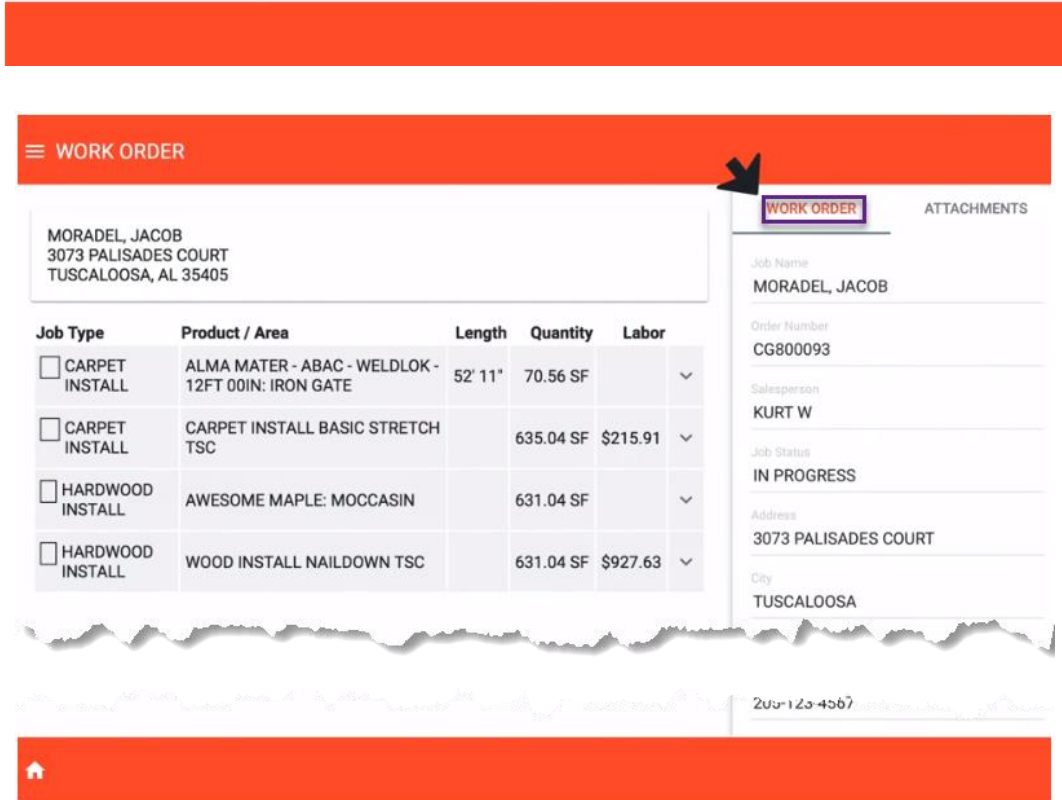 WORK ORDER
MORADEL, JACOB
3073 PALISADES COURT
TUSCALOOSA, AL 35405
Job Type Product / Area Length Quantity Labor
CARPET INSTALL ALMA MATER - ABAC - WELDLOK - 12FT 00IN: IRON GATE 52' 11" 70.56 SF
CARPET INSTALL CARPET INSTALL BASIC STRETCH TSC 635.04 SF $215.91
HARDWOOD INSTALL AWESOME MAPLE: MOCCASIN 631.04 SF
HARDWOOD INSTALL WOOD INSTALL NAILDOWN TSC 631.04 SF $927.63
WORK ORDER ATTACHMENTS
Job Name
MORADEL, JACOB
Order Number
CG800093
Salesperson
KURT W
Job Status
IN PROGRESS
Address
3073 PALISADES COURT
City
TUSCALOOSA
205-123-4567